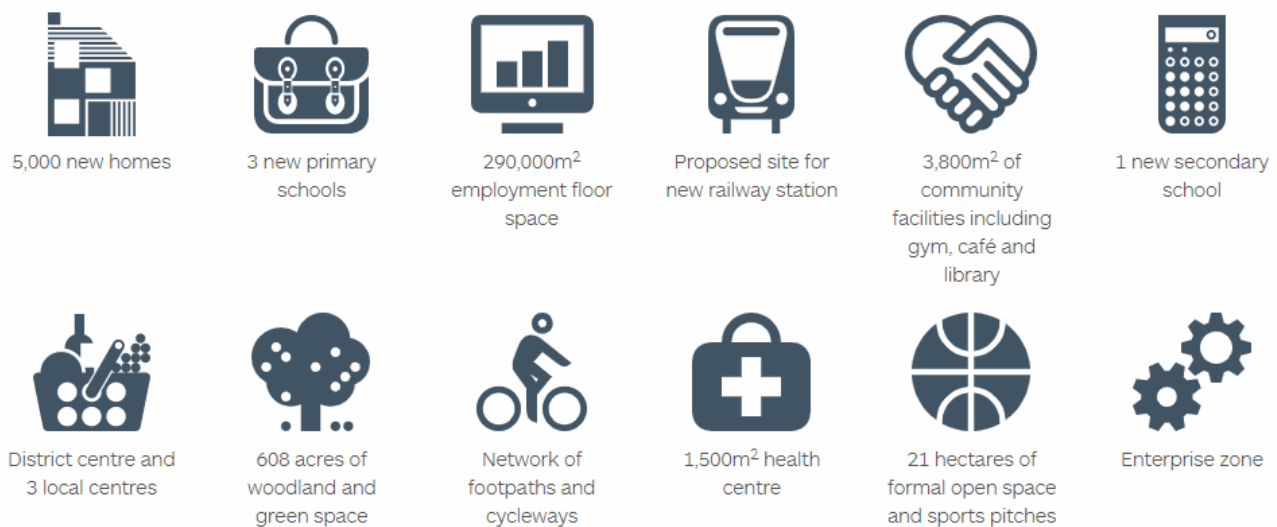 5,000 new homes
3 new primary
schools
290,000m²
employment floor
space
Proposed site for
new railway station
3,800m² of
community
facilities including
gym, café and
library
1 new secondary
school
District centre and
3 local centres
608 acres of
woodland and
green space
Network of
footpaths and
cycleways
1,500m² health
centre
21 hectares of
formal open space
and sports pitches
Enterprise zone